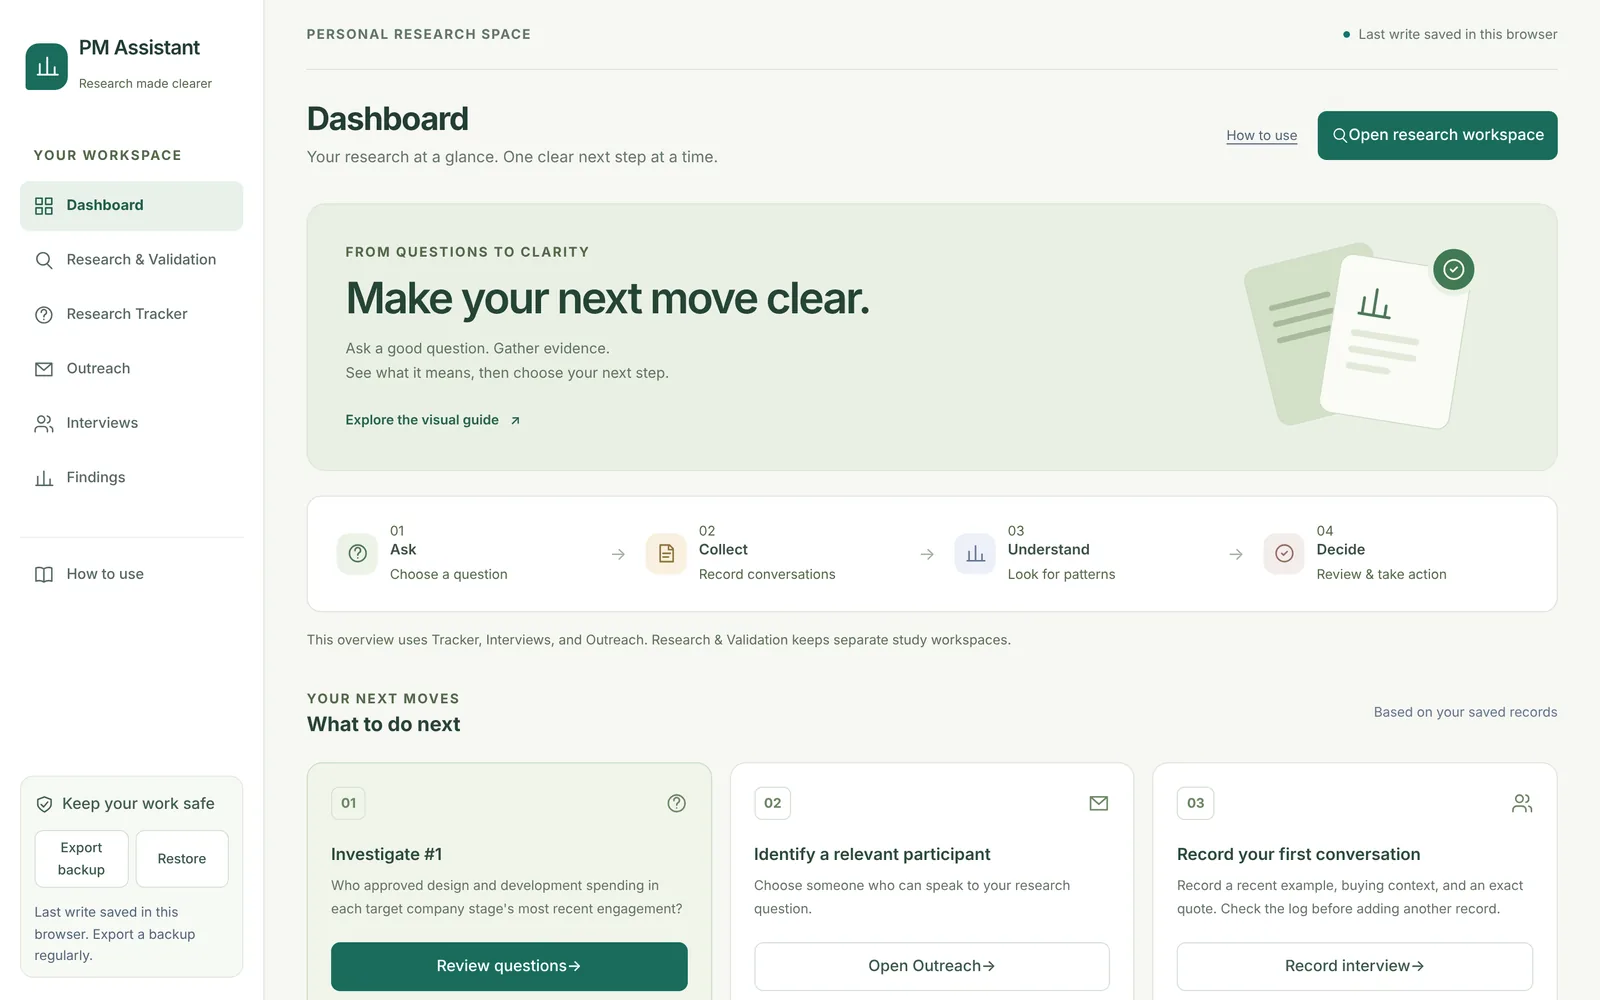 PM Assistant
Research made clearer
YOUR WORKSPACE
Dashboard
Research & Validation
Research Tracker
Outreach
Interviews
Findings
How to use
Keep your work safe
Export
backup
Restore
Last write saved in this
browser. Export a backup
regularly.
PERSONAL RESEARCH SPACE
Last write saved in this browser
Dashboard
Your research at a glance. One clear next step at a time.
How to use
Open research workspace
FROM QUESTIONS TO CLARITY
Make your next move clear.
Ask a good question. Gather evidence.
See what it means, then choose your next step.
Explore the visual guide ↗
01
Ask
Choose a question
→
02
Collect
Record conversations
→
03
Understand
Look for patterns
→
04
Decide
Review & take action
This overview uses Tracker, Interviews, and Outreach. Research & Validation keeps separate study workspaces.
YOUR NEXT MOVES
What to do next
Based on your saved records
01
Investigate #1
Who approved design and development spending in
each target company stage's most recent engagement?
Review questions→
02
Identify a relevant participant
Choose someone who can speak to your research
question.
Open Outreach→
03
Record your first conversation
Record a recent example, buying context, and an exact
quote. Check the log before adding another record.
Record interview→